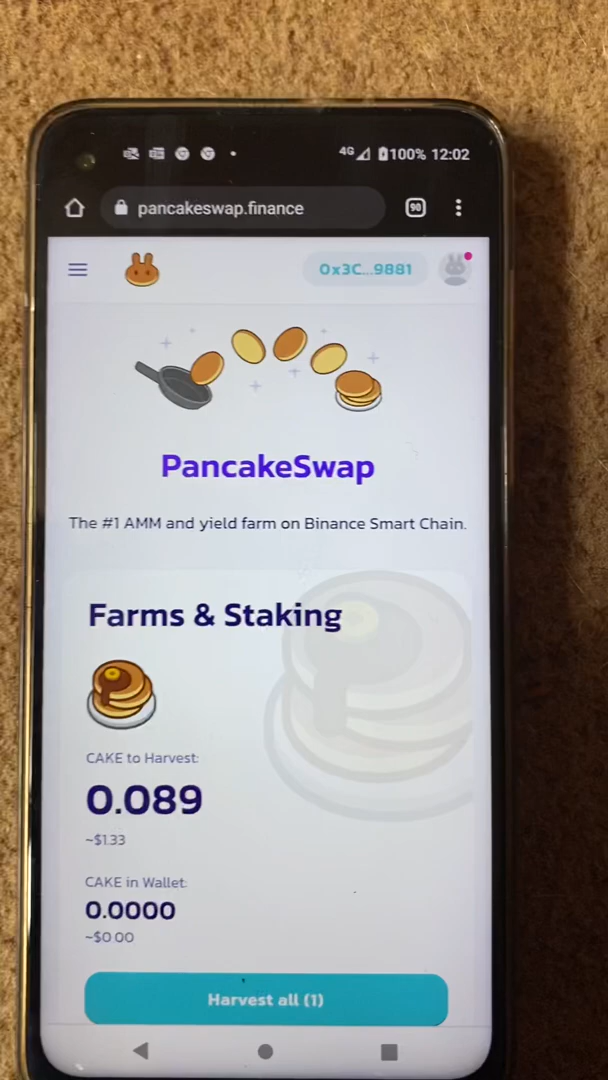 4G 100% 12:02
pancakeswap.finance 90
0x3C...9881
PancakeSwap
The #1 AMM and yield farm on Binance Smart Chain.
Farms & Staking
CAKE to Harvest:
0.089
~$1.33
CAKE in Wallet:
0.0000
~$0.00
Harvest all (1)